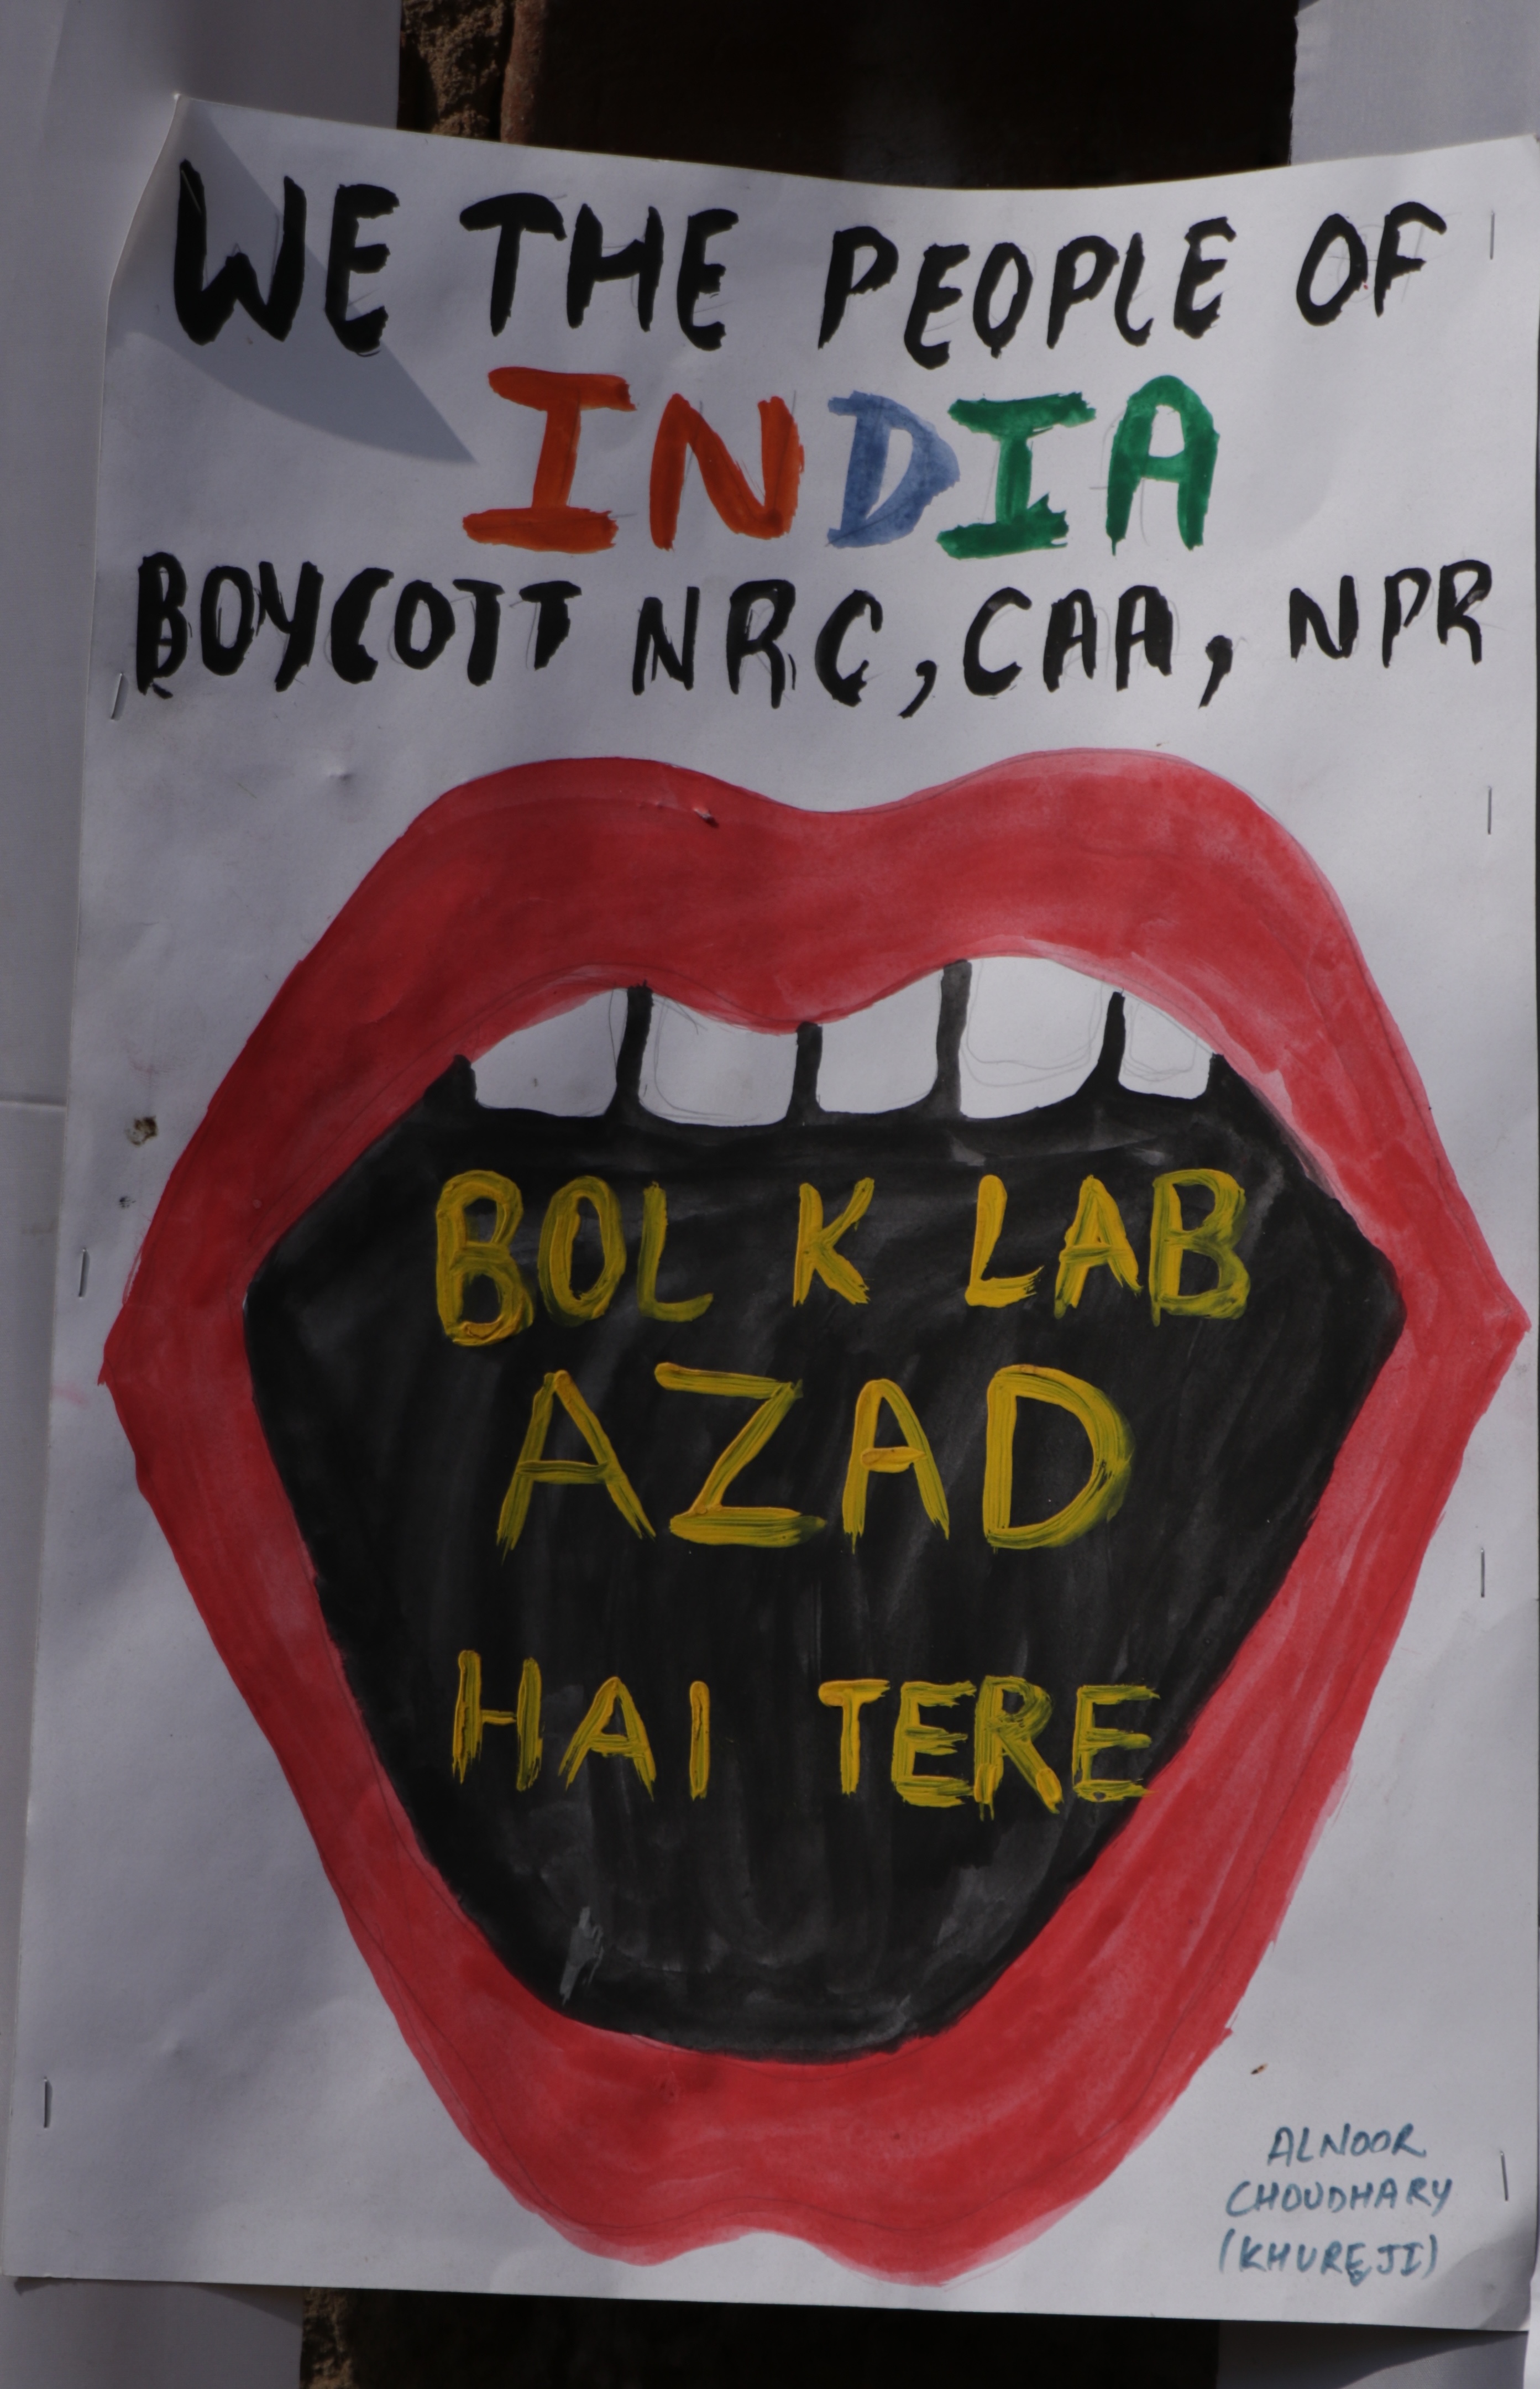 WE THE PEOPLE OF
INDIA
BOYCOTT NRC, CAA, NPR
BOL K LAB
AZAD
HAI TERE
ALNOOR
CHOUDHARY
(KHUREJI)